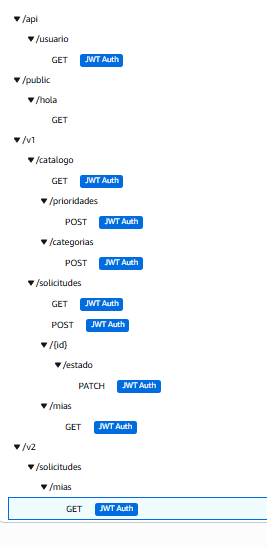 /api
/usuario
GET JWT Auth
/public
/hola
GET
/v1
/catalogo
GET JWT Auth
/prioridades
POST JWT Auth
/categorias
POST JWT Auth
/solicitudes
GET JWT Auth
POST JWT Auth
/{id}
/estado
PATCH JWT Auth
/mias
GET JWT Auth
/v2
/solicitudes
/mias
GET JWT Auth